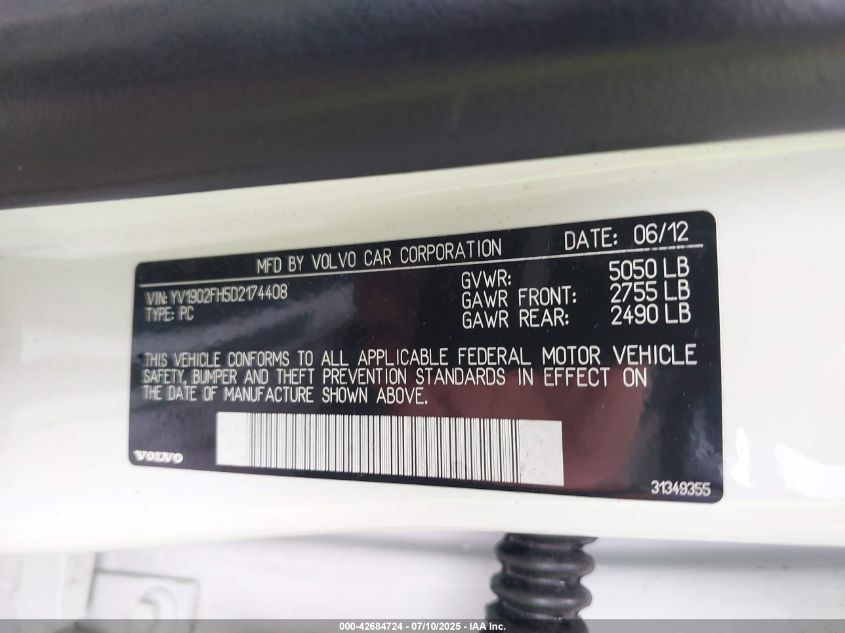 MFD BY VOLVO CAR CORPORATION DATE: 06/12
VIN: YV1902FH5D2174408 GVWR: 5050 LB
TYPE: PC GAWR FRONT: 2755 LB
GAWR REAR: 2490 LB
THIS VEHICLE CONFORMS TO ALL APPLICABLE FEDERAL MOTOR VEHICLE
SAFETY, BUMPER AND THEFT PREVENTION STANDARDS IN EFFECT ON
THE DATE OF MANUFACTURE SHOWN ABOVE.
VOLVO
31349355
000-42684724 - 07/10/2025 - IAA Inc.